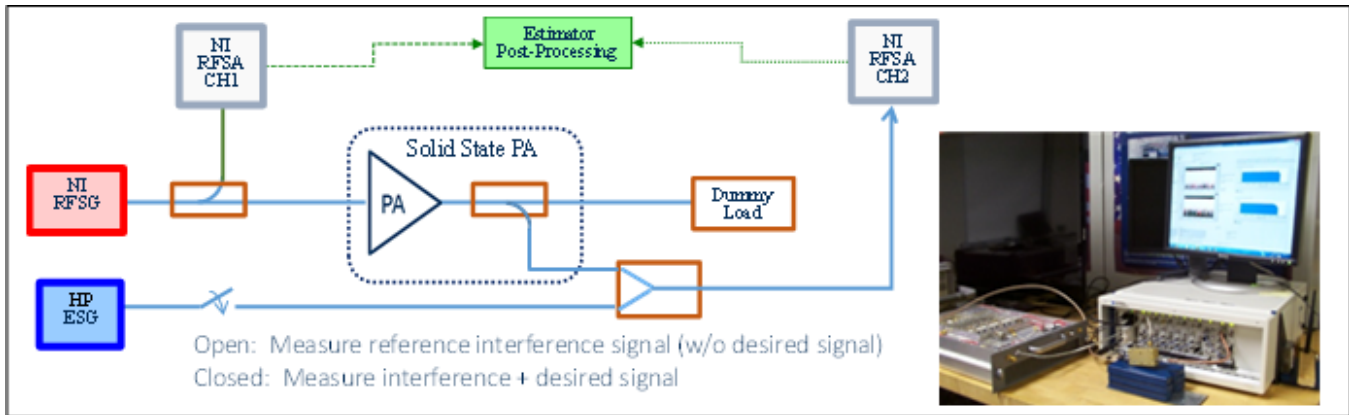 NI
RFSA
CH1
Estimator
Post-Processing
NI
RFSA
CH2
Solid State PA
NI
RFSG
PA
Dummy
Load
HP
ESG
Open: Measure reference interference signal (w/o desired signal)
Closed: Measure interference + desired signal